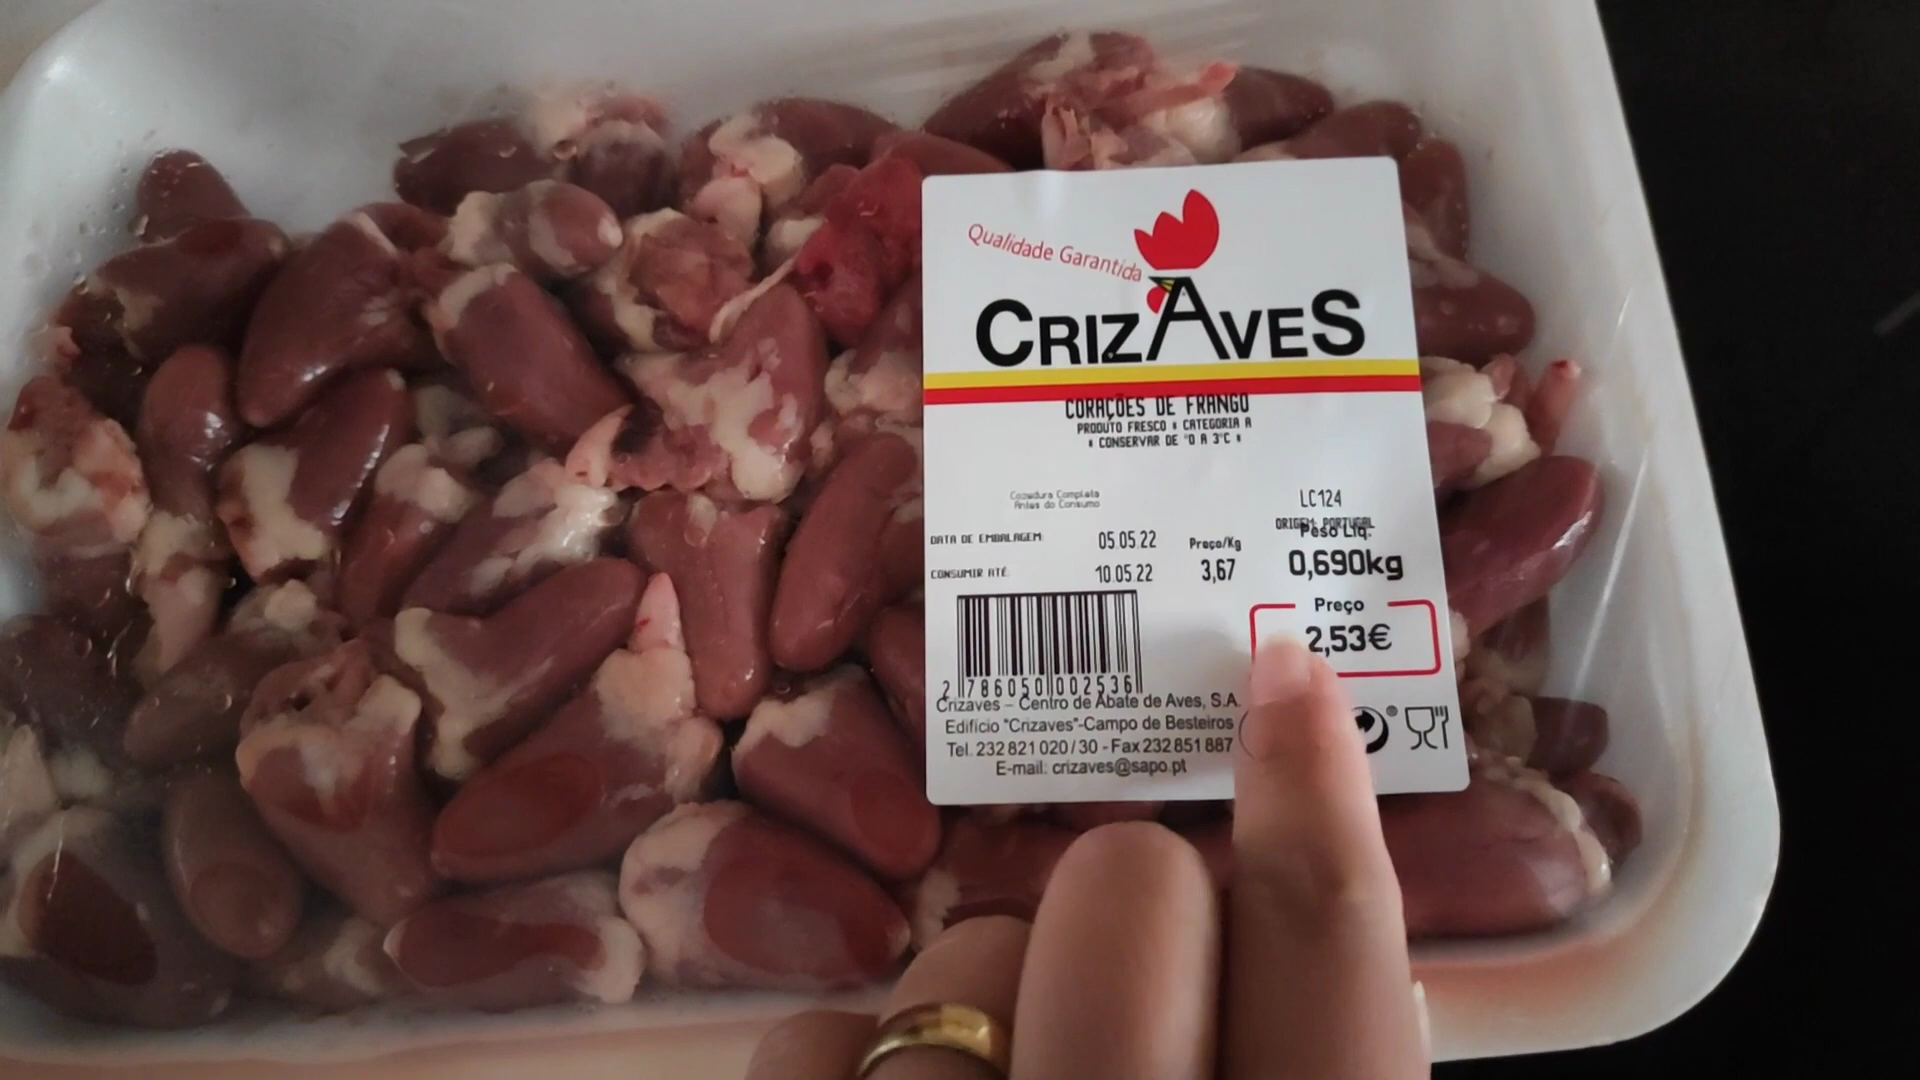 Qualidade Garantida
CRIZAVES
CORAÇÕES DE FRANGO
PRODUTO FRESCO * CATEGORIA A
* CONSERVAR DE "0 A 3°C *
Cozedura Completa
Antes do Consumo
LC124
ORIGEM: PORTUGAL
Peso Liq.
DATA DE EMBALAGEM: 05.05.22
Preço/Kg
0,690kg
CONSUMIR ATÉ. 10.05.22
3,67
Preço
2,53€
2 786050 002536
Crizaves – Centro de Abate de Aves, S.A.
Edifício "Crizaves"-Campo de Besteiros
Tel. 232 821 020 / 30 - Fax 232 851 887
E-mail: crizaves@sapo.pt